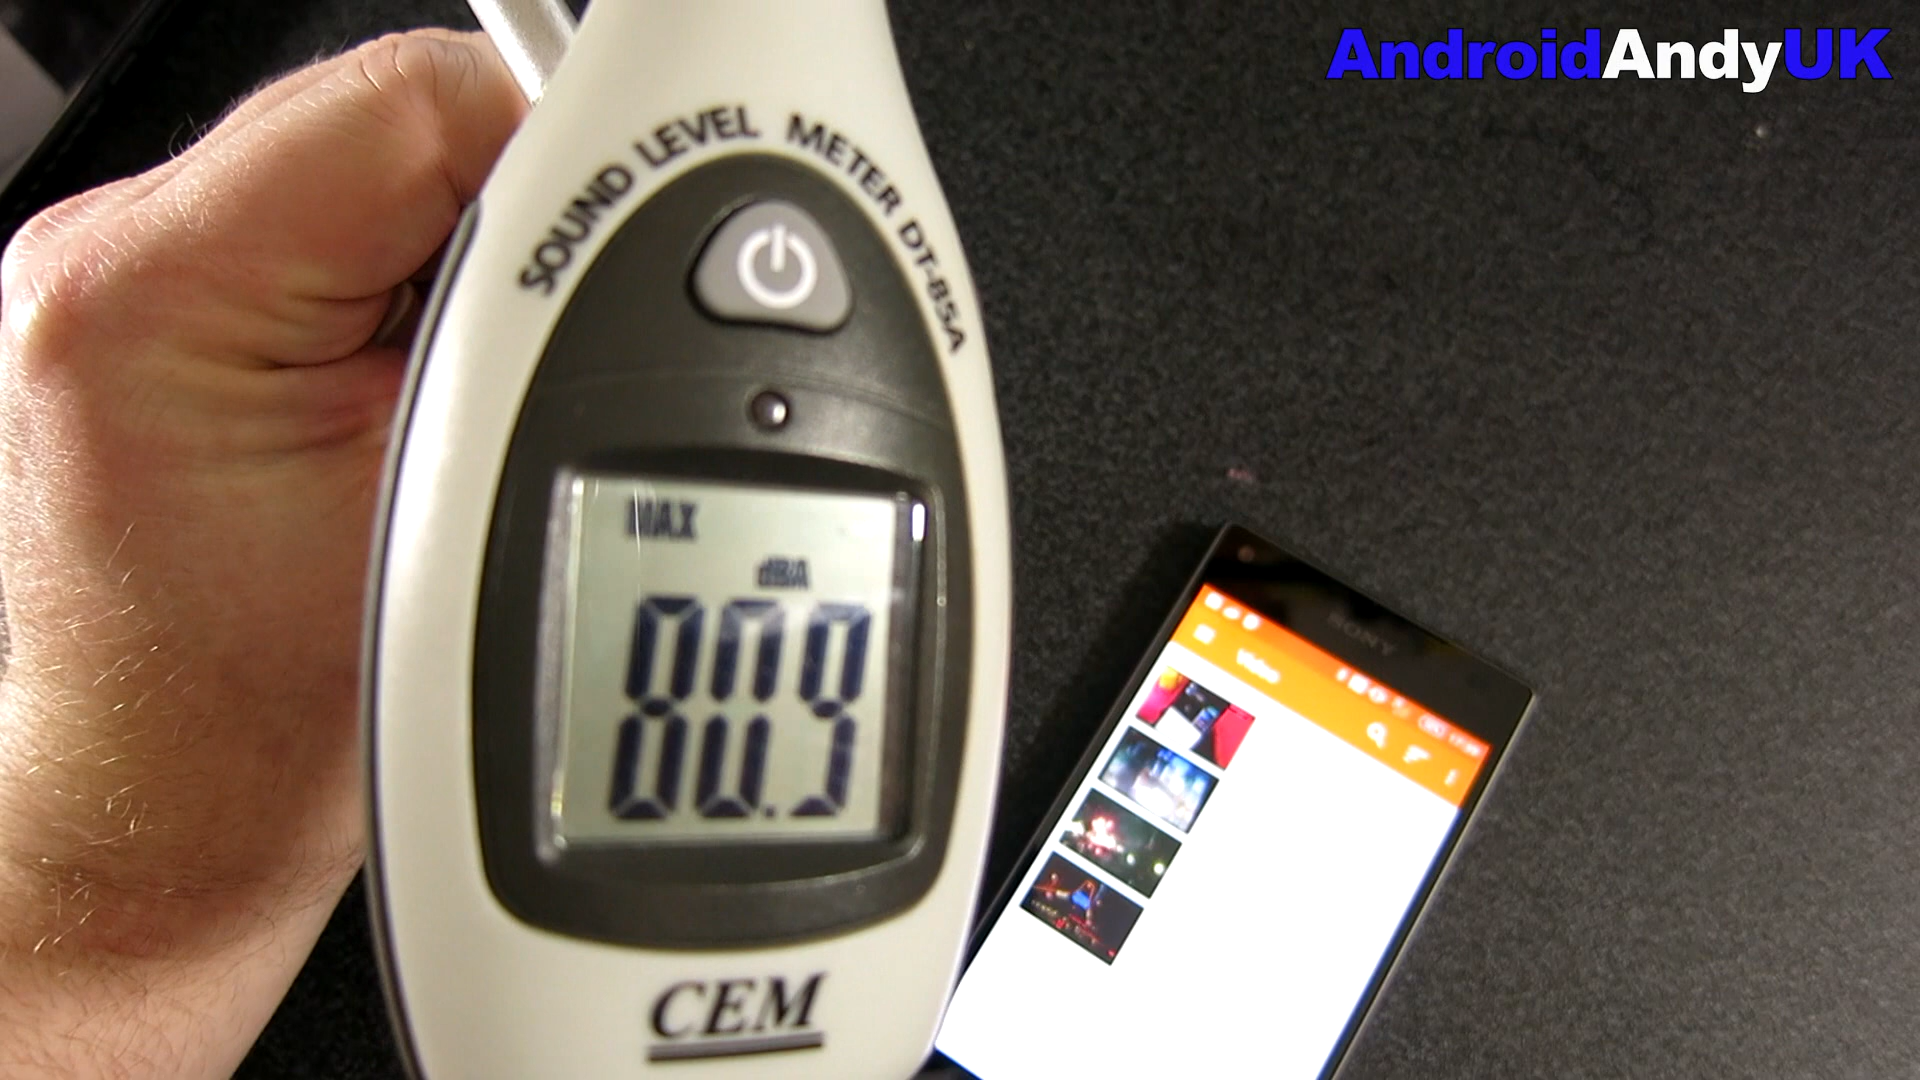 AndroidAndyUK
SOUND LEVEL METER DT-85A
MAX
dBA
80.9
CEM
SONY
Video